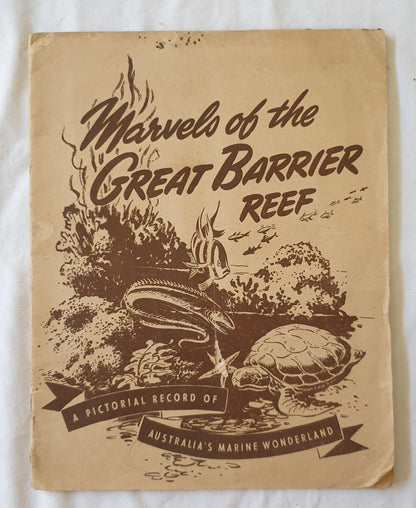 Marvels of the
GREAT BARRIER
REEF
A PICTORIAL RECORD OF
AUSTRALIA'S MARINE WONDERLAND